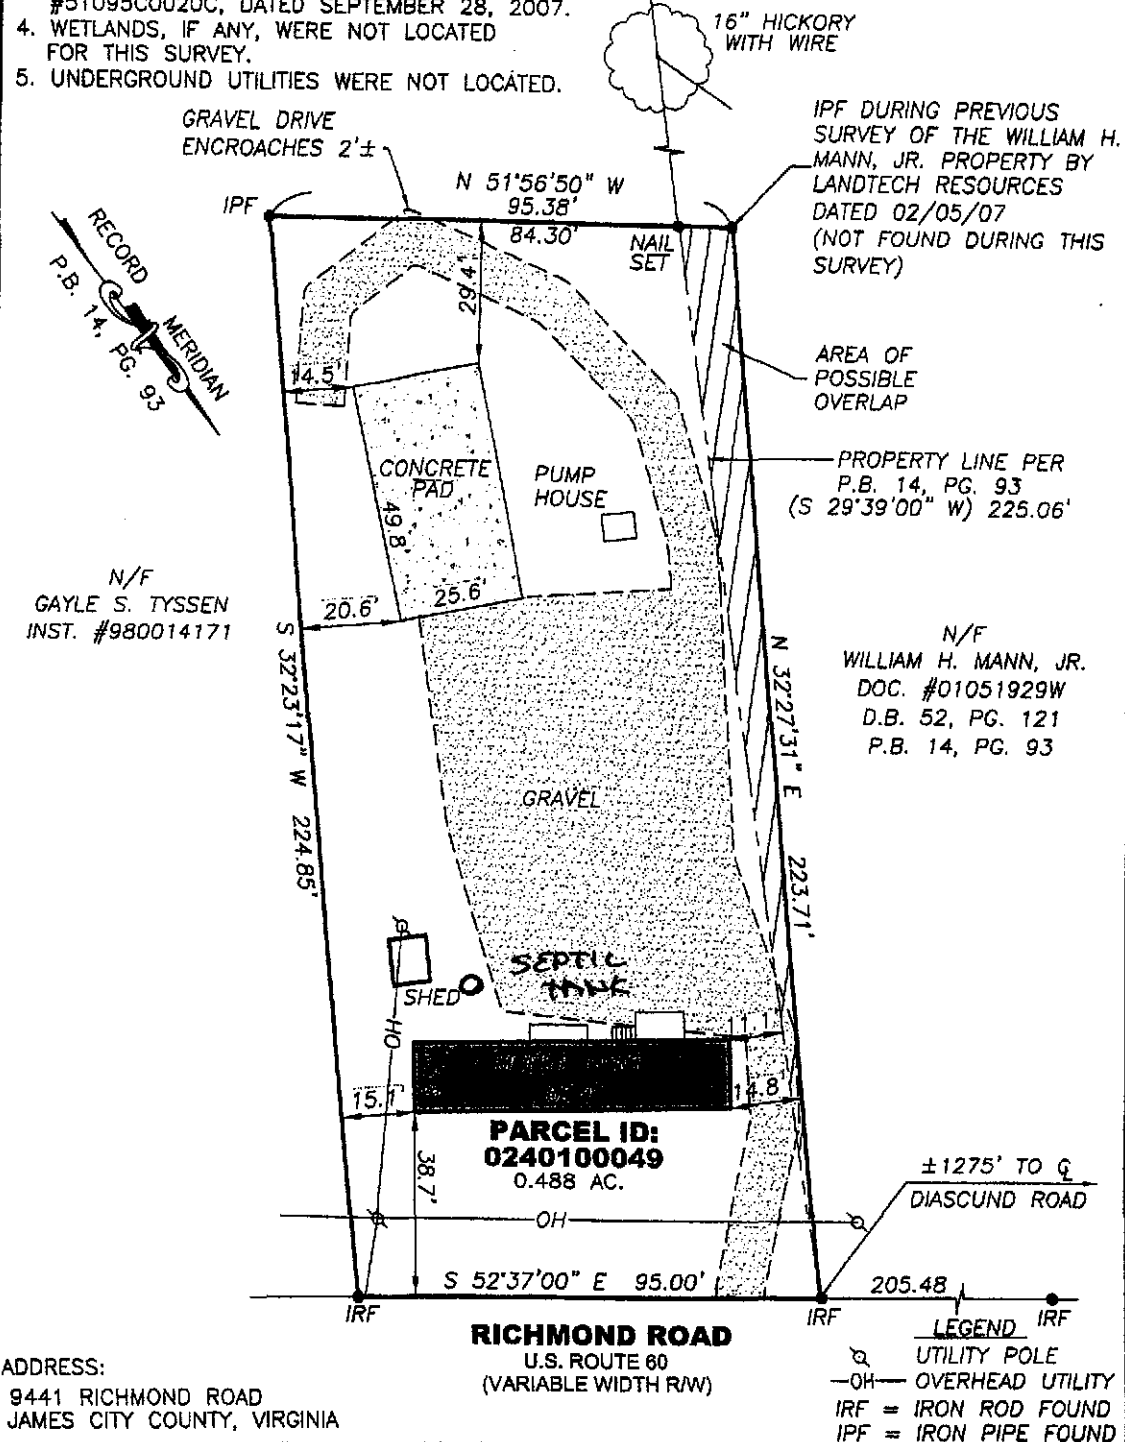 #51095C0020C, DATED SEPTEMBER 28, 2007.
4. WETLANDS, IF ANY, WERE NOT LOCATED
FOR THIS SURVEY.
5. UNDERGROUND UTILITIES WERE NOT LOCATED.
16" HICKORY
WITH WIRE
GRAVEL DRIVE
ENCROACHES 2'±
IPF DURING PREVIOUS
SURVEY OF THE WILLIAM H.
MANN, JR. PROPERTY BY
LANDTECH RESOURCES
DATED 02/05/07
(NOT FOUND DURING THIS
SURVEY)
N 51°56'50" W
95.38'
84.30'
IPF
NAIL
SET
RECORD MERIDIAN
P.B. 14, PG. 93
29.4'
14.5'
AREA OF
POSSIBLE
OVERLAP
CONCRETE
PAD
49.8'
PUMP
HOUSE
PROPERTY LINE PER
P.B. 14, PG. 93
(S 29°39'00" W) 225.06'
20.6'
25.6'
N/F
GAYLE S. TYSSEN
INST. #980014171
S 32°23'17" W 224.85'
N 32°27'31" E 223.71'
N/F
WILLIAM H. MANN, JR.
DOC. #01051929W
D.B. 52, PG. 121
P.B. 14, PG. 93
GRAVEL
SEPTIC
TANK
SHED
OH
11.1'
15.1'
14.8'
38.7'
PARCEL ID:
0240100049
0.488 AC.
±1275' TO ℄
DIASCUND ROAD
OH
S 52°37'00" E 95.00'
205.48
IRF
IRF
IRF
RICHMOND ROAD
U.S. ROUTE 60
(VARIABLE WIDTH R/W)
LEGEND
UTILITY POLE
—OH— OVERHEAD UTILITY
IRF = IRON ROD FOUND
IPF = IRON PIPE FOUND
ADDRESS:
9441 RICHMOND ROAD
JAMES CITY COUNTY, VIRGINIA